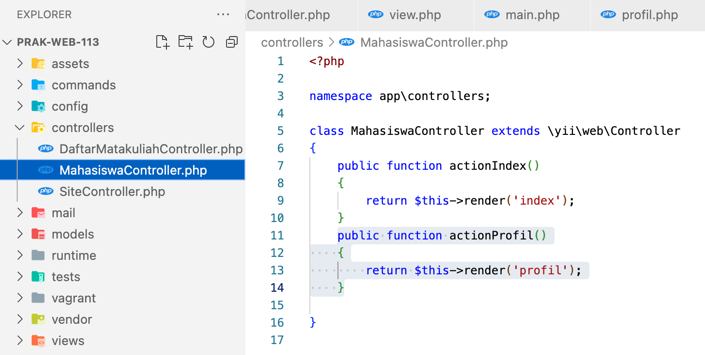 EXPLORER
···
PRAK-WEB-113
assets
commands
config
controllers
DaftarMatakuliahController.php
MahasiswaController.php
SiteController.php
mail
models
runtime
tests
vagrant
vendor
views
aController.php
view.php
main.php
profil.php
controllers > MahasiswaController.php
1 <?php
2
3 namespace app\controllers;
4
5 class MahasiswaController extends \yii\web\Controller
6 {
7     public function actionIndex()
8     {
9         return $this->render('index');
10     }
11     public function actionProfil()
12     {
13         return $this->render('profil');
14     }
15
16 }
17